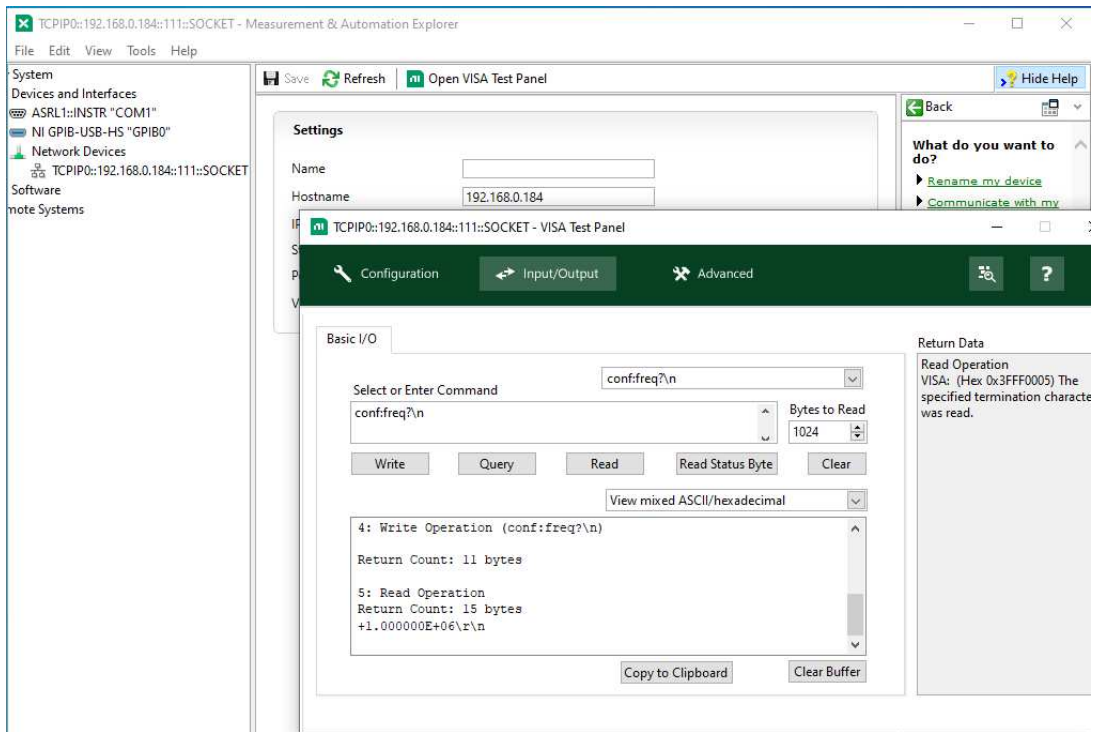 TCPIP0::192.168.0.184::111::SOCKET - Measurement & Automation Explorer
File Edit View Tools Help
System
Devices and Interfaces
ASRL1::INSTR "COM1"
NI GPIB-USB-HS "GPIB0"
Network Devices
TCPIP0::192.168.0.184::111::SOCKET
Software
mote Systems
Save Refresh Open VISA Test Panel Hide Help
Settings
Name
Hostname 192.168.0.184
Back
What do you want to
do?
Rename my device
Communicate with my
TCPIP0::192.168.0.184::111::SOCKET - VISA Test Panel
Configuration Input/Output Advanced
Basic I/O
Select or Enter Command
conf:freq?\n
conf:freq?\n
Bytes to Read
1024
Write Query Read Read Status Byte Clear
View mixed ASCII/hexadecimal
4: Write Operation (conf:freq?\n)
Return Count: 11 bytes
5: Read Operation
Return Count: 15 bytes
+1.000000E+06\r\n
Copy to Clipboard Clear Buffer
Return Data
Read Operation
VISA: (Hex 0x3FFF0005) The
specified termination characte
was read.